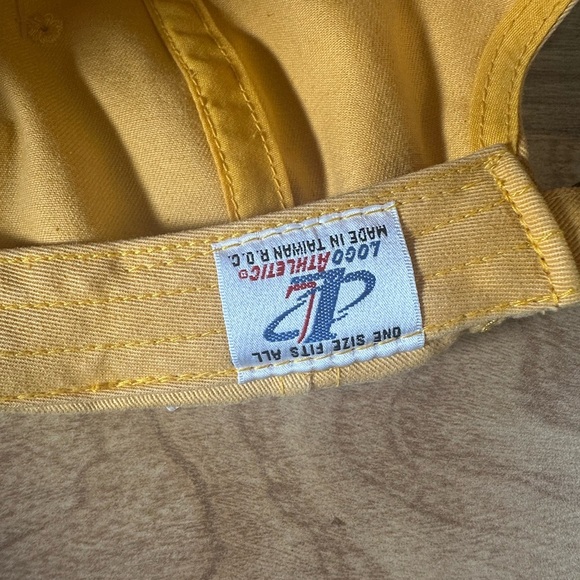 ONE SIZE FITS ALL
LOGO ATHLETIC
MADE IN TAIWAN R.O.C.